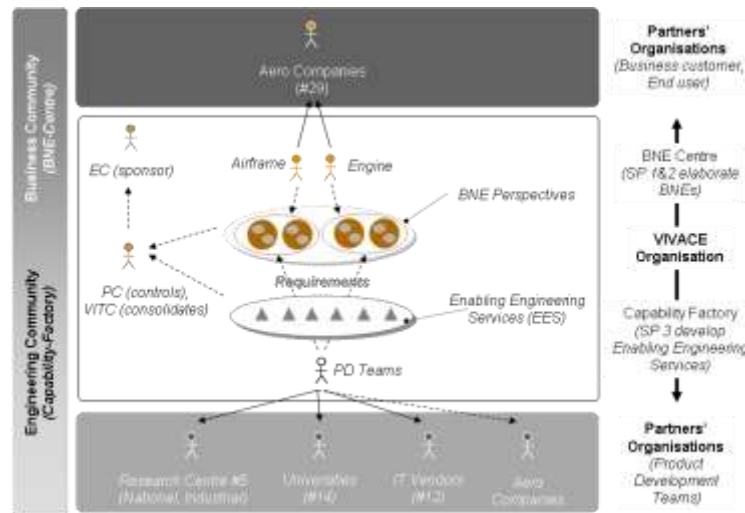 Business Community
(BNE-Centre)
Engineering Community
(Capability-Factory)
Aero Companies
(#29)
EC (sponsor)
Airframe
Engine
BNE Perspectives
Requirements
PC (controls),
VITC (consolidates)
Enabling Engineering
Services (EES)
PD Teams
Research Centre #5
(National, Industrial)
Universities
(#14)
IT Vendors
(#12)
Aero
Companies
Partners'
Organisations
(Business customer,
End user)
BNE Centre
(SP 1&2 elaborate
BNEs)
VIVACE
Organisation
Capability Factory
(SP 3 develop
Enabling Engineering
Services)
Partners'
Organisations
(Product
Development
Teams)